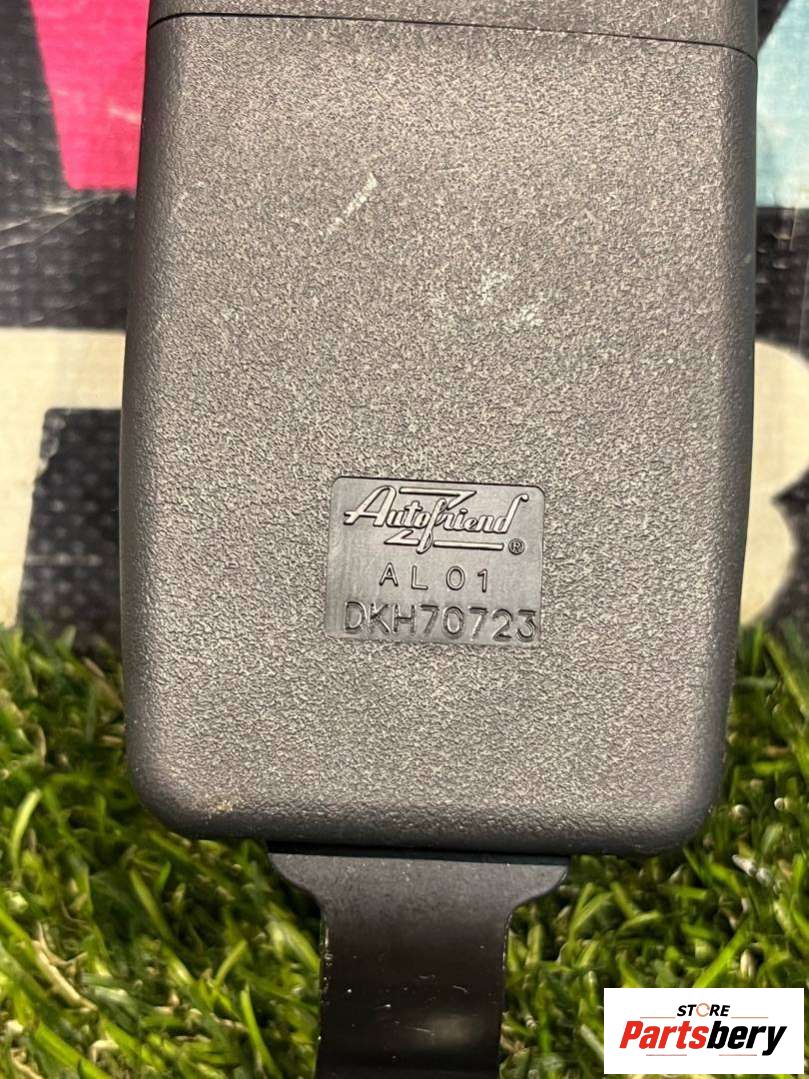 Autofriend ®
AL01
DKH70723
STORE
Partsbery